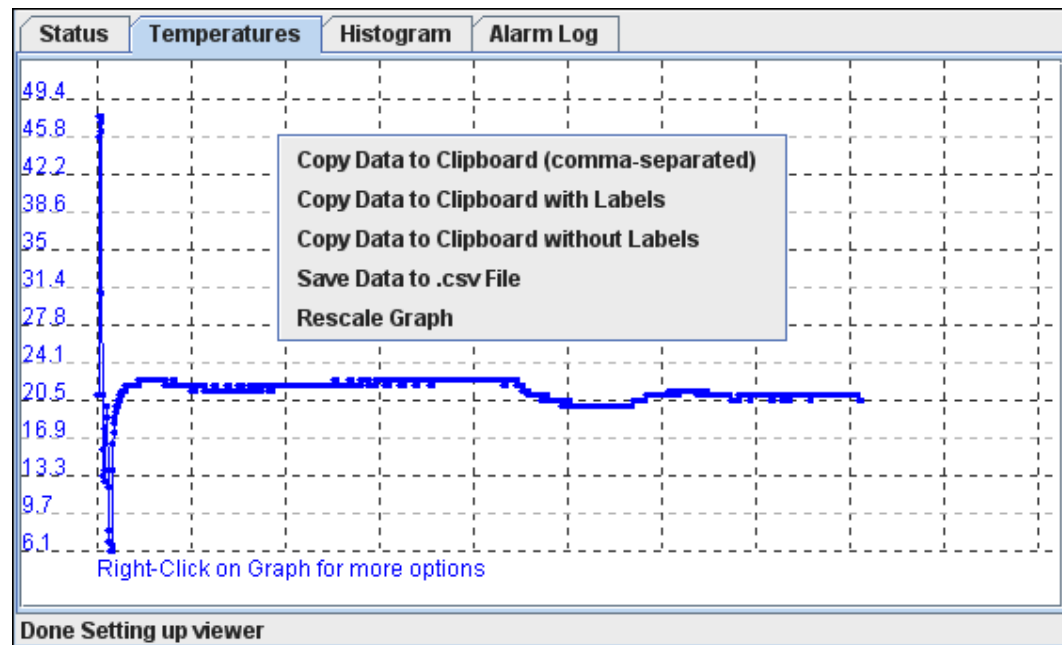 Status Temperatures Histogram Alarm Log
49.4
45.8
42.2
38.6
35
31.4
27.8
24.1
20.5
16.9
13.3
9.7
6.1
Copy Data to Clipboard (comma-separated)
Copy Data to Clipboard with Labels
Copy Data to Clipboard without Labels
Save Data to .csv File
Rescale Graph
Right-Click on Graph for more options
Done Setting up viewer